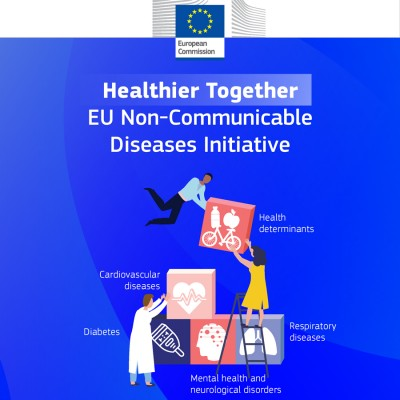 European
Commission
Healthier Together
EU Non-Communicable
Diseases Initiative
Health
determinants
Cardiovascular
diseases
Diabetes
Respiratory
diseases
Mental health and
neurological disorders